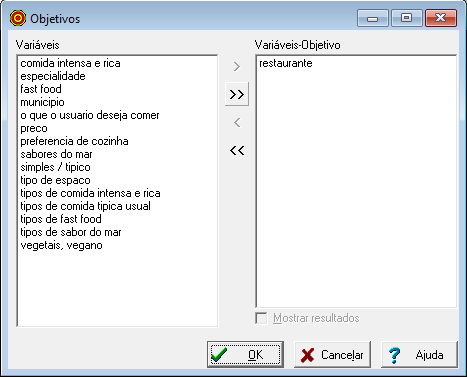 Objetivos
Variáveis
comida intensa e rica
especialidade
fast food
municipio
o que o usuario deseja comer
preco
preferencia de cozinha
sabores do mar
simples / tipico
tipo de espaco
tipos de comida intensa e rica
tipos de comida tipica usual
tipos de fast food
tipos de sabor do mar
vegetais, vegano
>
>>
<
<<
Variáveis-Objetivo
restaurante
Mostrar resultados
OK
Cancelar
? Ajuda